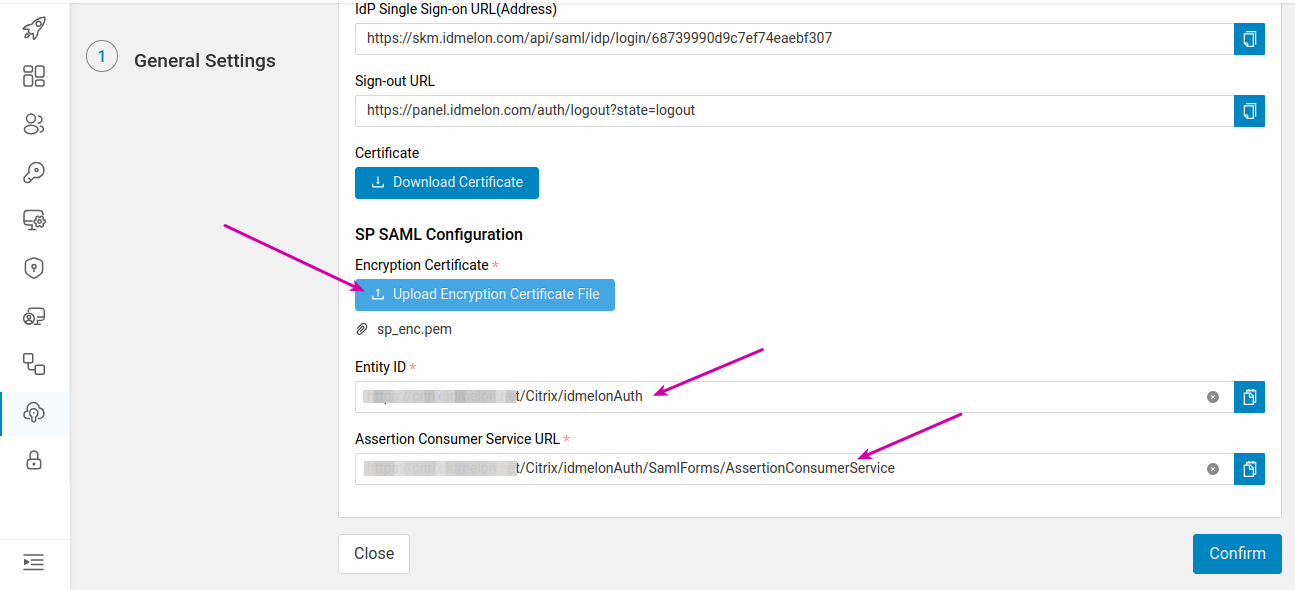 IdP Single Sign-on URL(Address)
https://skm.idmelon.com/api/saml/idp/login/68739990d9c7ef74eaebf307
1
General Settings
Sign-out URL
https://panel.idmelon.com/auth/logout?state=logout
Certificate
Download Certificate
SP SAML Configuration
Encryption Certificate *
Upload Encryption Certificate File
sp_enc.pem
Entity ID *
t/Citrix/idmelonAuth
Assertion Consumer Service URL *
t/Citrix/idmelonAuth/SamlForms/AssertionConsumerService
Close
Confirm